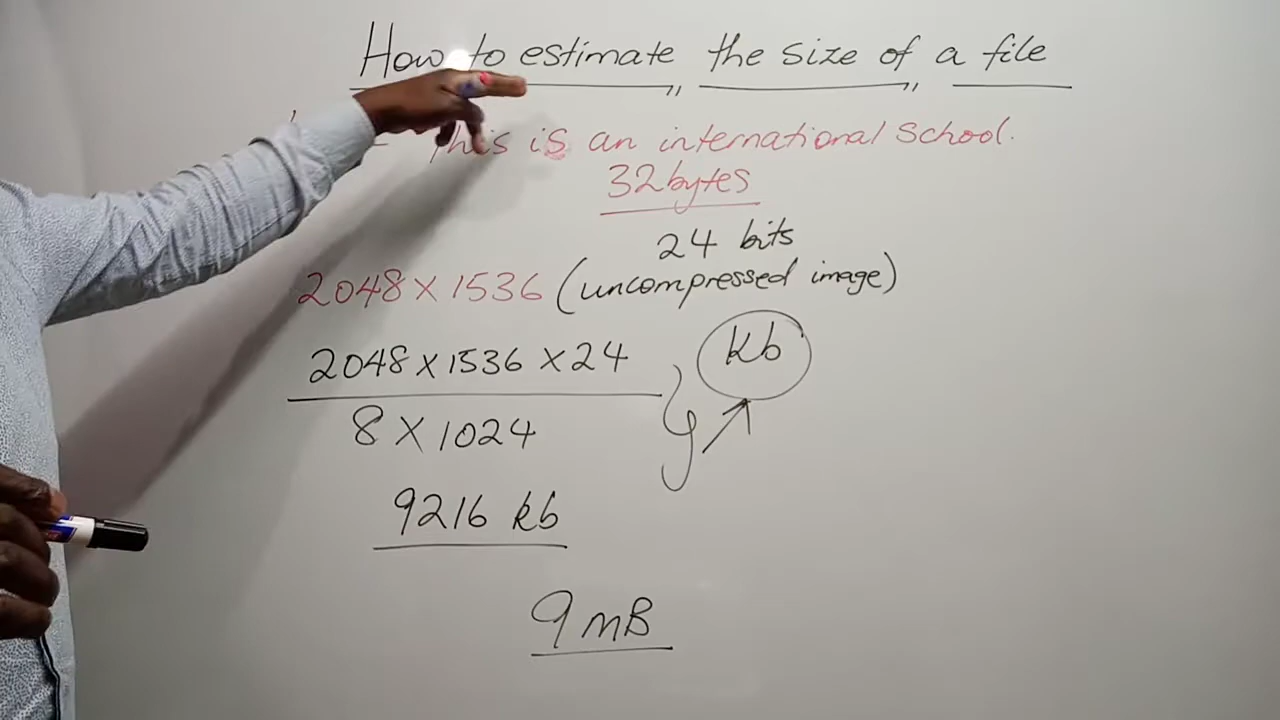 How to estimate the size of a file
- This is an international school.
32bytes
24 bits
2048 X 1536 (uncompressed image)
2048 X 1536 X 24
kb
8 X 1024
9216 kb
9 mB